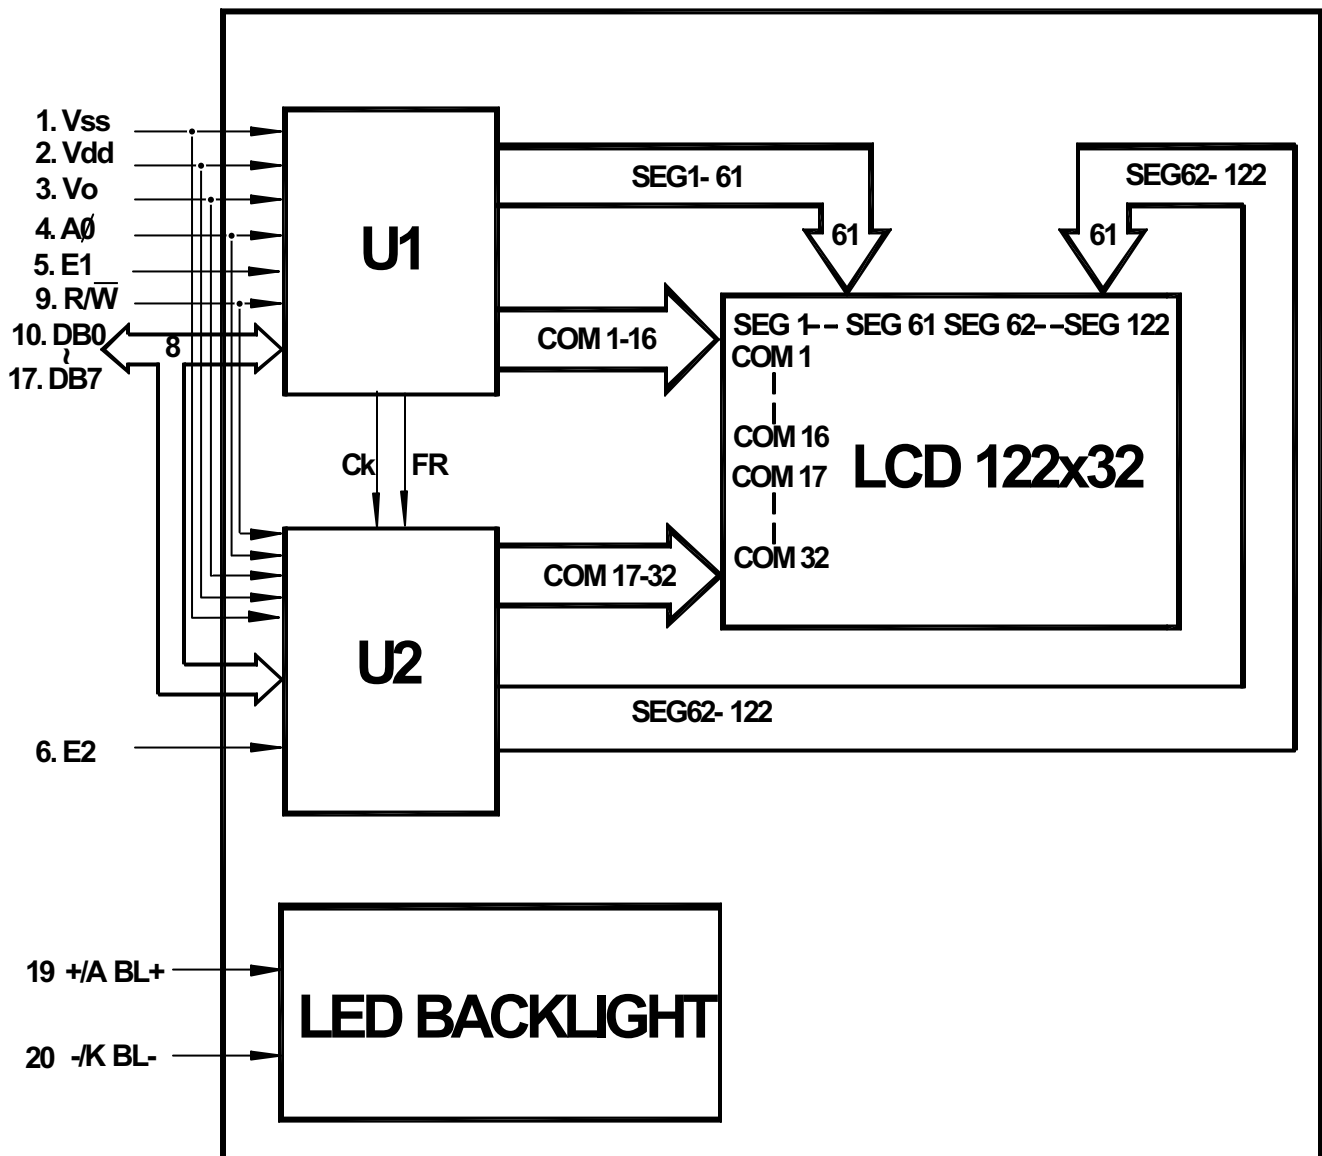 1. Vss
2. Vdd
3. Vo
4. AØ
5. E1
9. R/W̅
10. DB0
~
17. DB7
8
U1
SEG1- 61
61
SEG62- 122
61
COM 1-16
SEG 1-- SEG 61 SEG 62---SEG 122
COM 1
COM 16
COM 17
COM 32
LCD 122x32
Ck FR
COM 17-32
U2
SEG62- 122
6. E2
19 +/A BL+
20 -/K BL-
LED BACKLIGHT